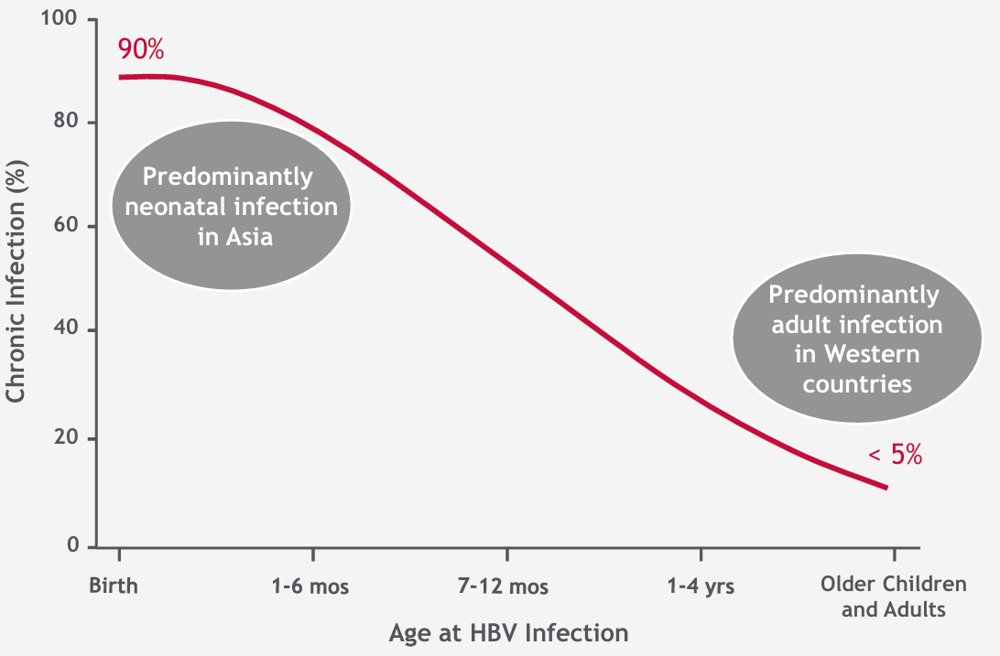 100
90%
80
Predominantly
neonatal infection
in Asia
60
Chronic Infection (%)
Predominantly
adult infection
in Western
countries
40
20
< 5%
0
Birth
1-6 mos
7-12 mos
1-4 yrs
Older Children
and Adults
Age at HBV Infection